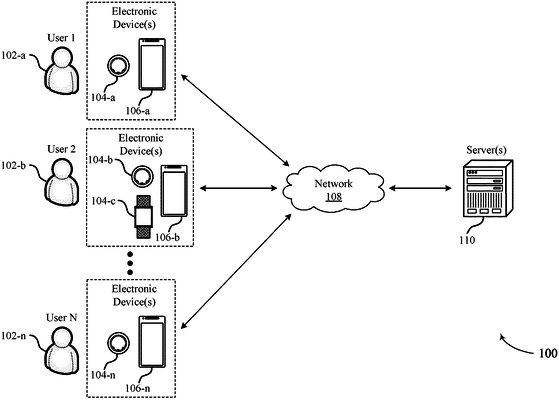 User 1
102-a
Electronic
Device(s)
104-a
106-a
User 2
102-b
Electronic
Device(s)
104-b
104-c
106-b
Network
108
Server(s)
110
User N
102-n
Electronic
Device(s)
104-n
106-n
100